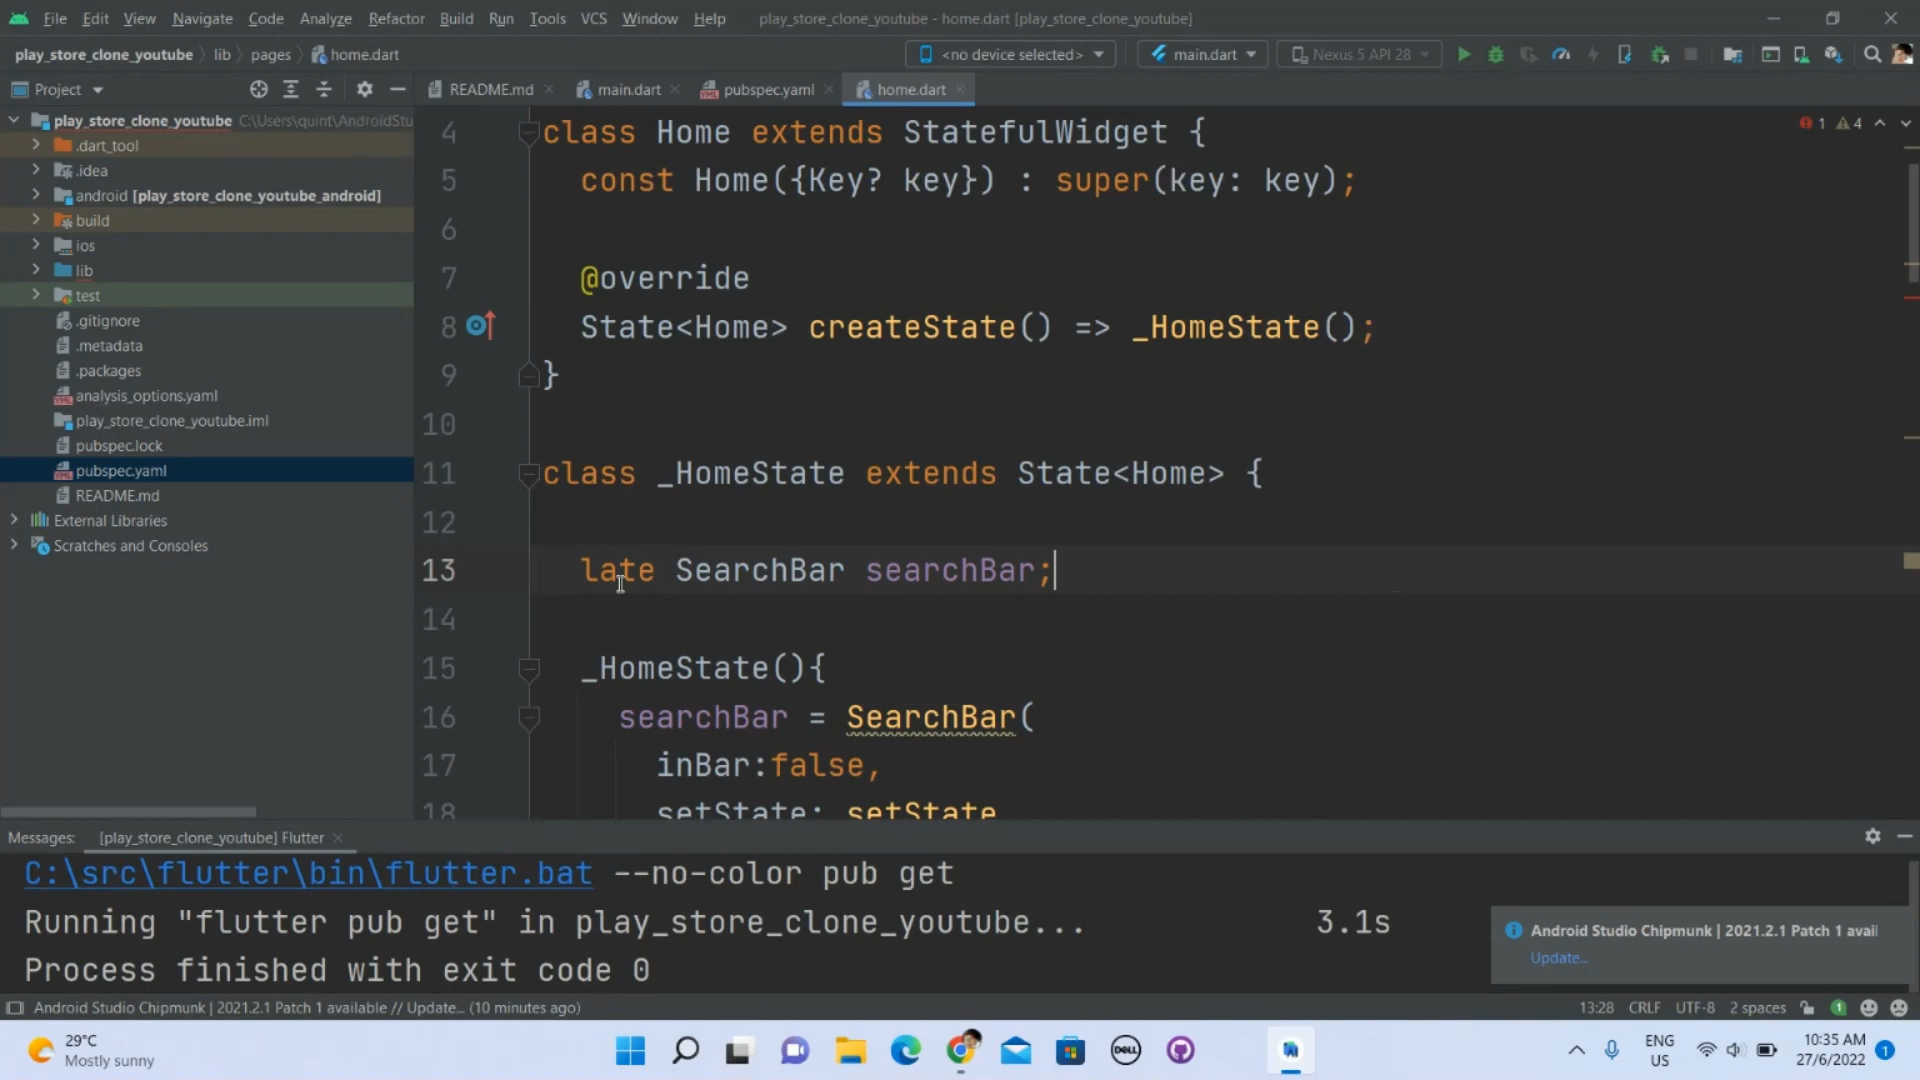 File Edit View Navigate Code Analyze Refactor Build Run Tools VCS Window Help play_store_clone_youtube - home.dart [play_store_clone_youtube]
play_store_clone_youtube lib pages home.dart <no device selected> main.dart Nexus 5 API 28
Project README.md main.dart pubspec.yaml home.dart
play_store_clone_youtube C:\Users\quint\AndroidStu
.dart_tool
.idea
android [play_store_clone_youtube_android]
build
ios
lib
test
.gitignore
.metadata
.packages
analysis_options.yaml
play_store_clone_youtube.iml
pubspec.lock
pubspec.yaml
README.md
External Libraries
Scratches and Consoles
1 4
4 class Home extends StatefulWidget {
5 const Home({Key? key}) : super(key: key);
6
7 @override
8 State<Home> createState() => _HomeState();
9 }
10
11 class _HomeState extends State<Home> {
12
13 late SearchBar searchBar;
14
15 _HomeState(){
16 searchBar = SearchBar(
17 inBar:false,
18 setState: setState
Messages: [play_store_clone_youtube] Flutter
C:\src\flutter\bin\flutter.bat --no-color pub get
Running "flutter pub get" in play_store_clone_youtube... 3.1s
Process finished with exit code 0
Android Studio Chipmunk | 2021.2.1 Patch 1 avail
Update...
Android Studio Chipmunk | 2021.2.1 Patch 1 available // Update... (10 minutes ago) 13:28 CRLF UTF-8 2 spaces 1
29°C
Mostly sunny
DELL
ENG
US
10:35 AM
27/6/2022
1